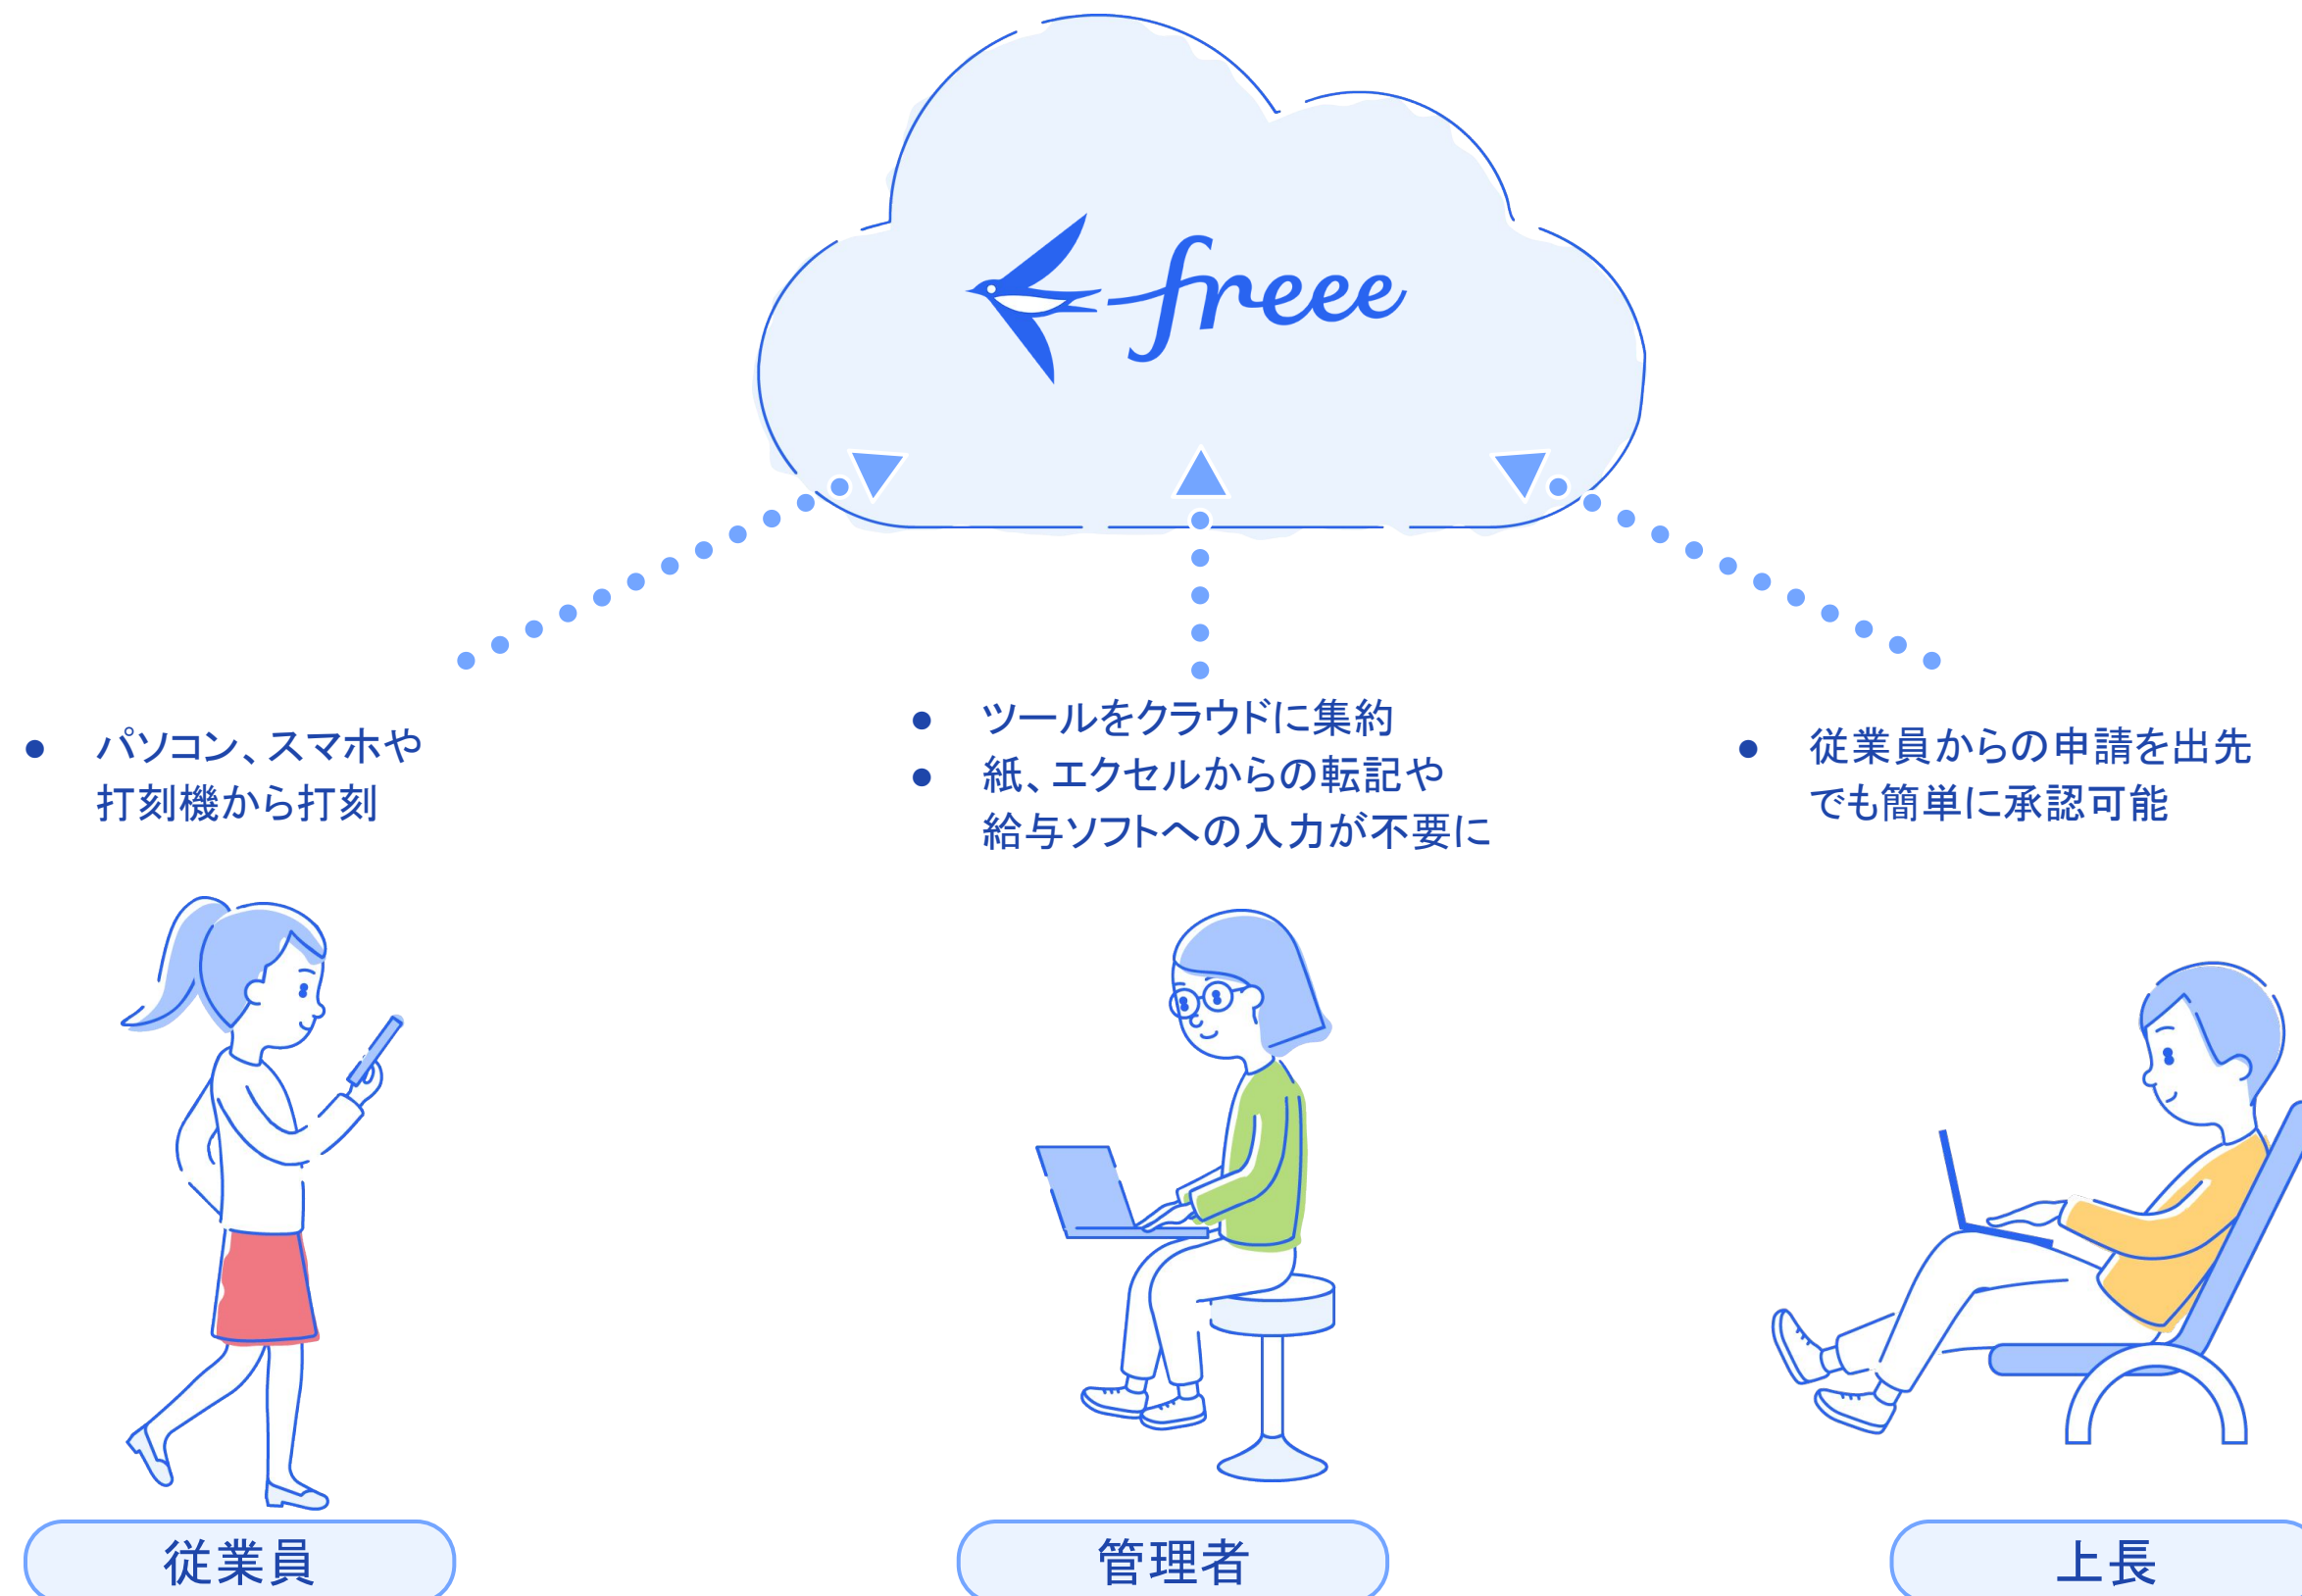 freee
パソコン、スマホや
打刻機から打刻
ツールをクラウドに集約
紙、エクセルからの転記や
給与ソフトへの入力が不要に
従業員からの申請を出先
でも簡単に承認可能
従業員
管理者
上長